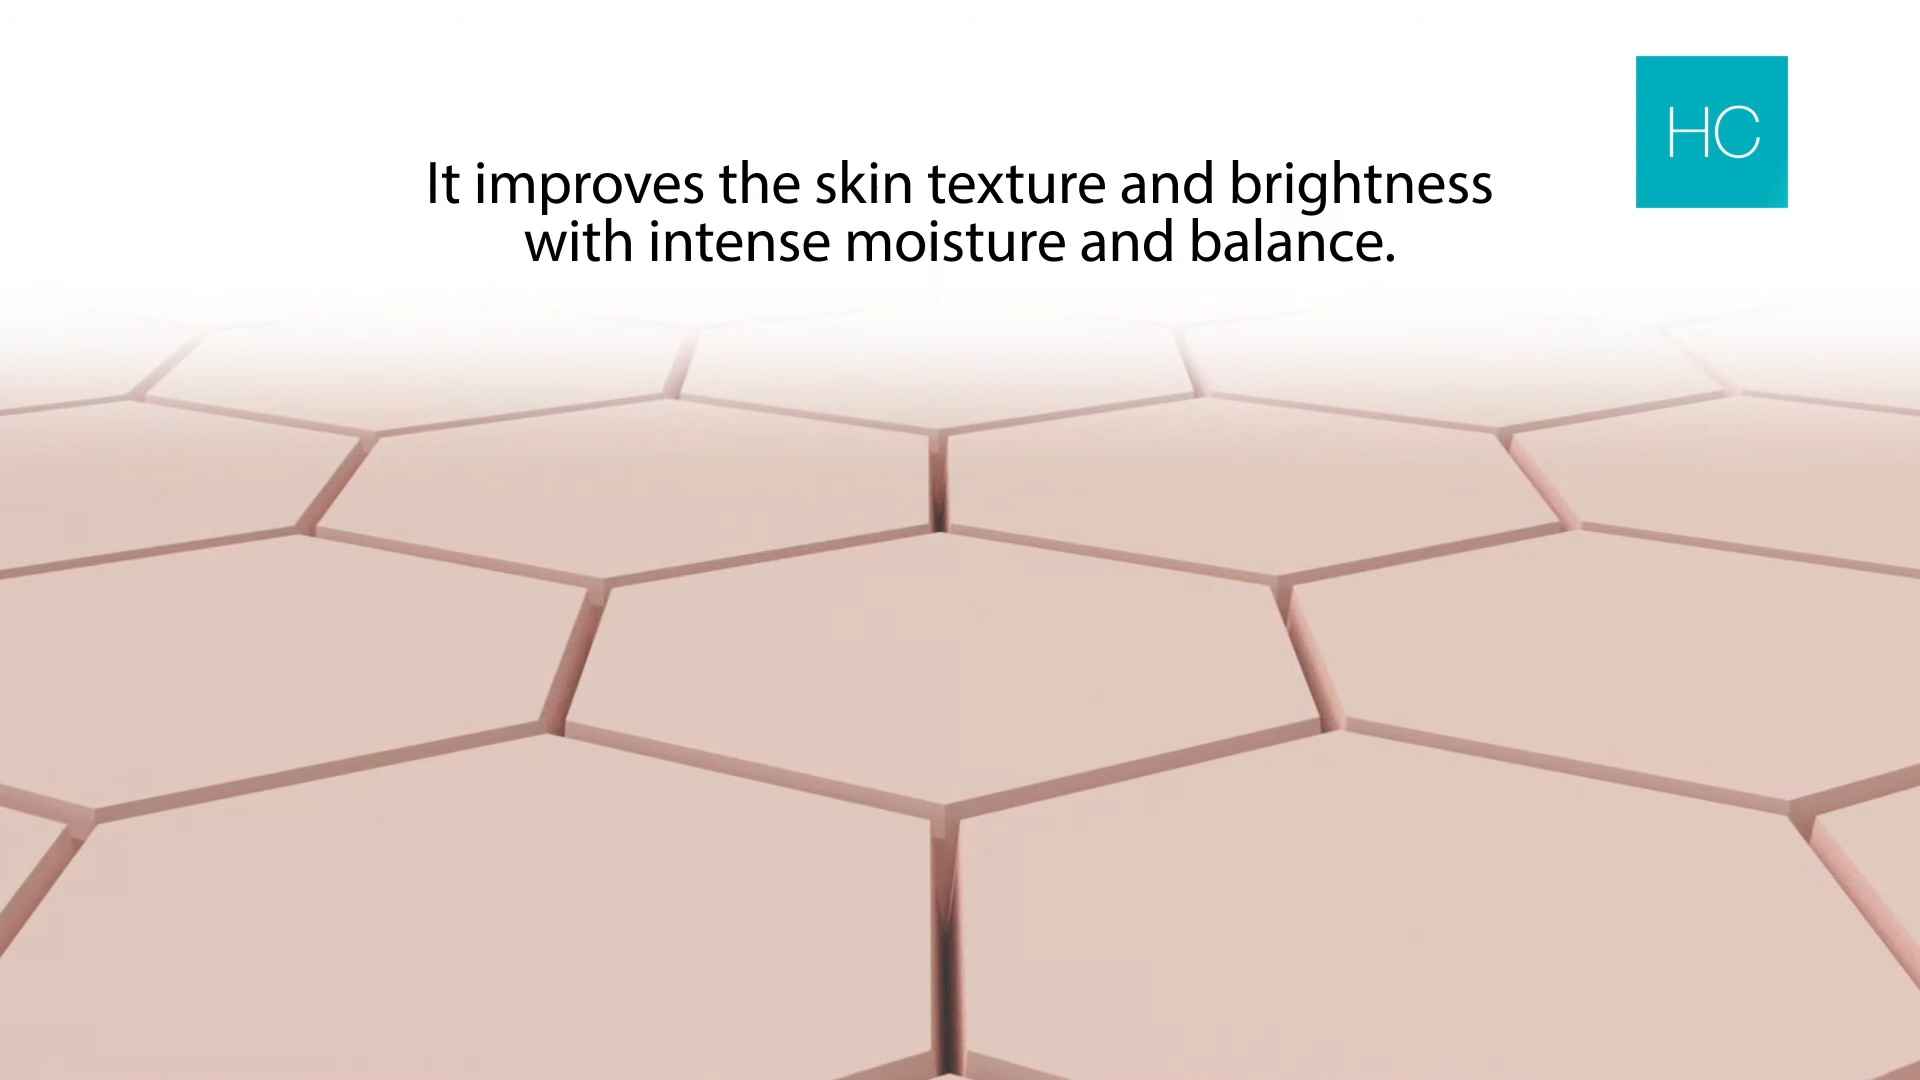 HC
It improves the skin texture and brightness
with intense moisture and balance.